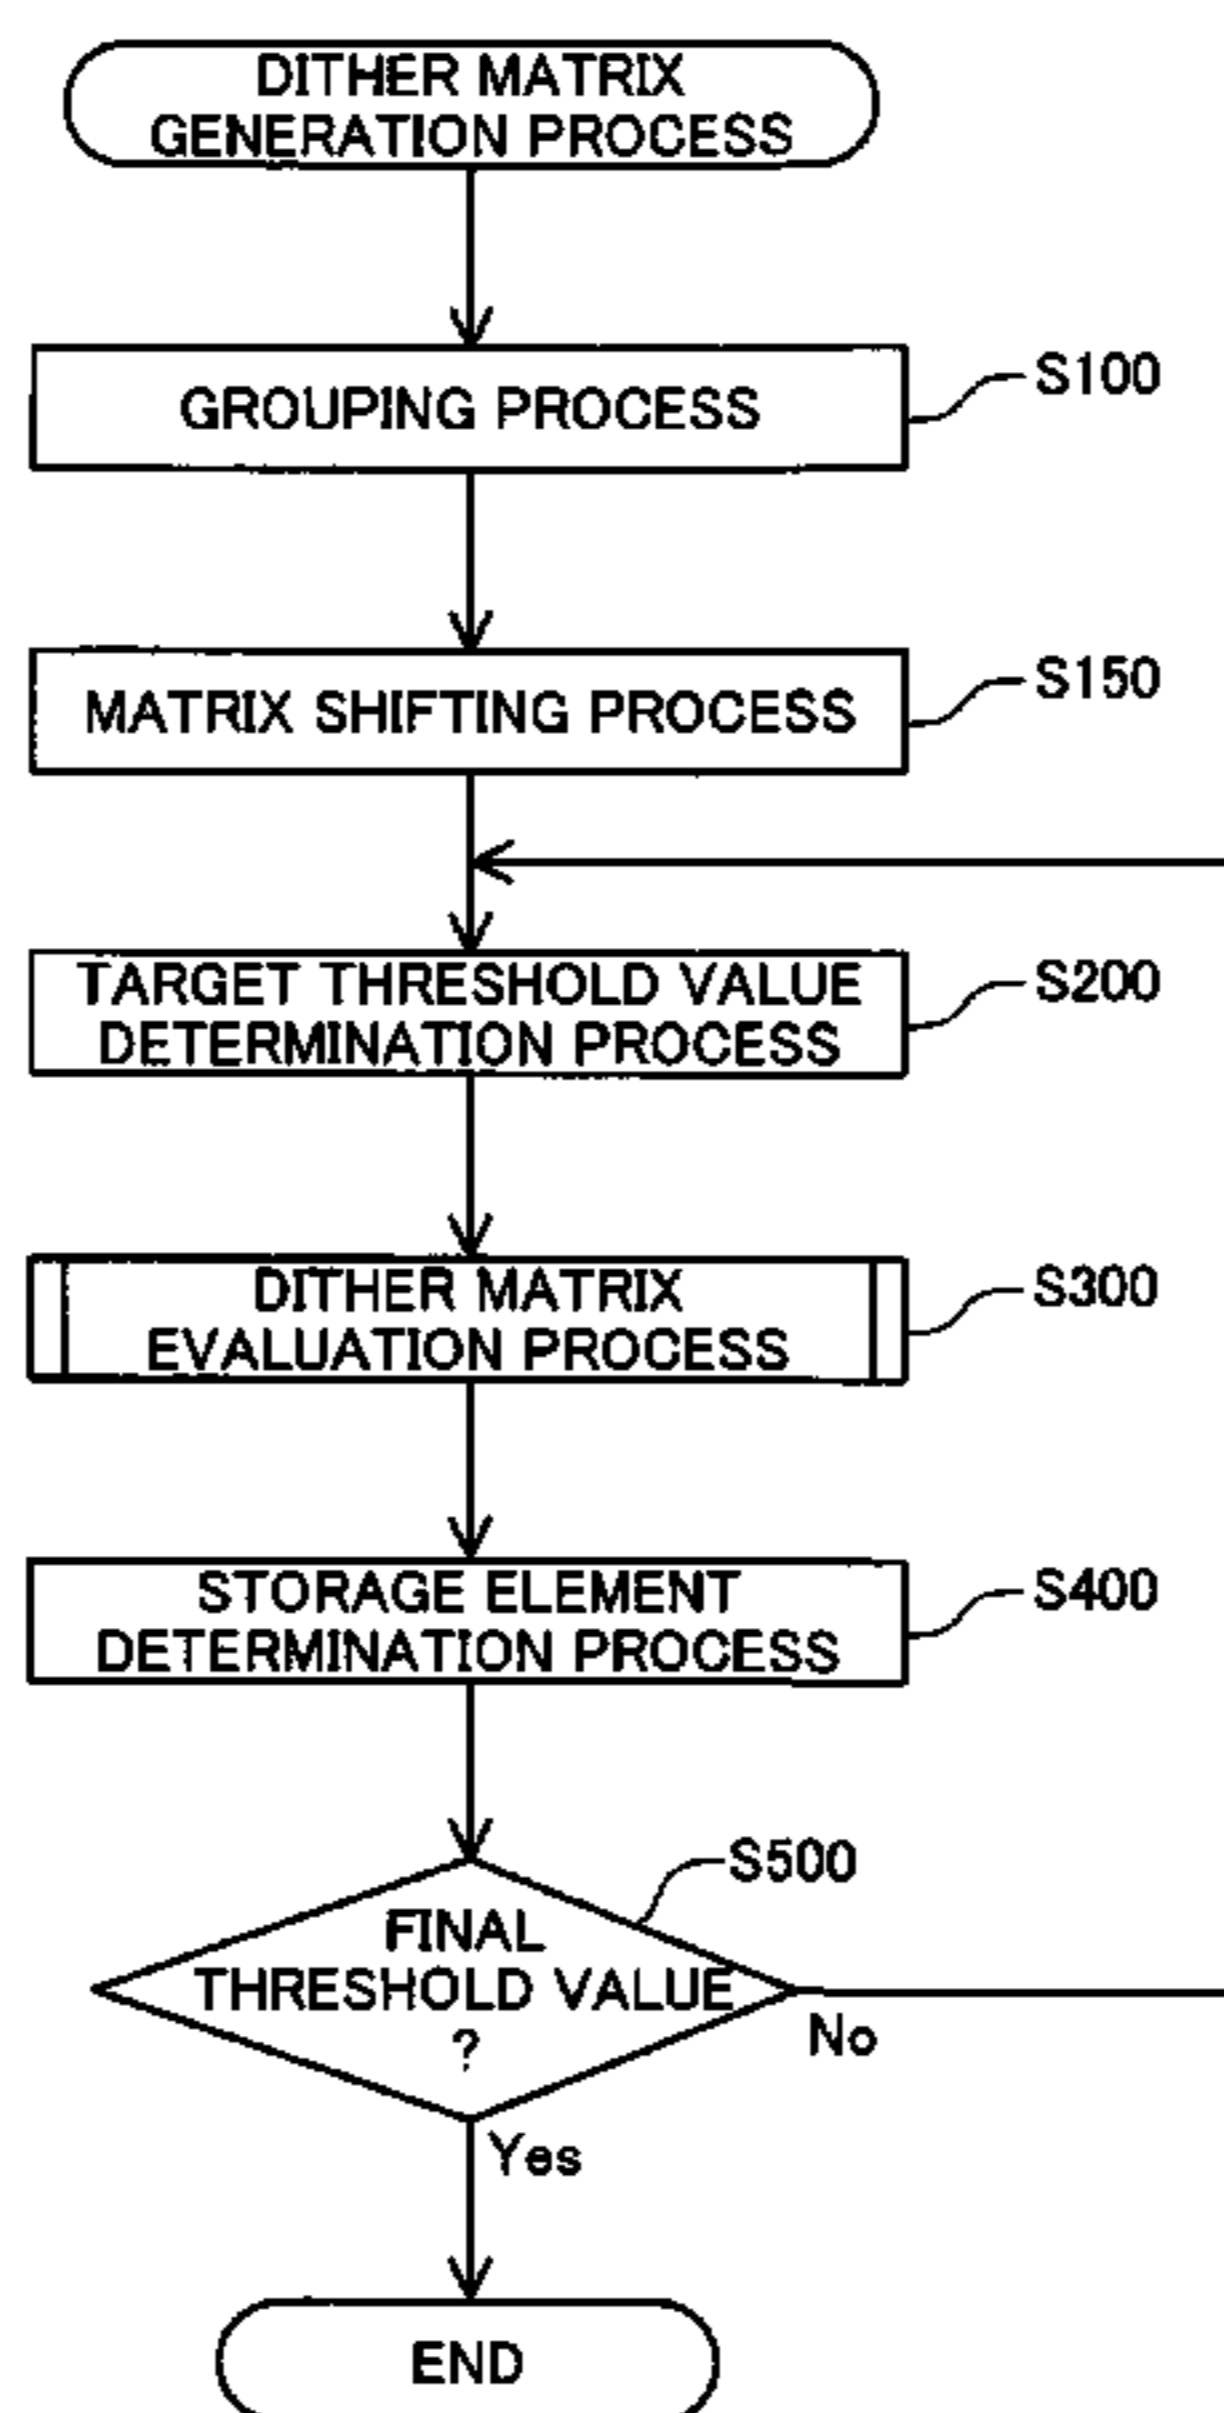 DITHER MATRIX
GENERATION PROCESS
GROUPING PROCESS
S100
MATRIX SHIFTING PROCESS
S150
TARGET THRESHOLD VALUE
DETERMINATION PROCESS
S200
DITHER MATRIX
EVALUATION PROCESS
S300
STORAGE ELEMENT
DETERMINATION PROCESS
S400
S500
FINAL
THRESHOLD VALUE
?
No
Yes
END